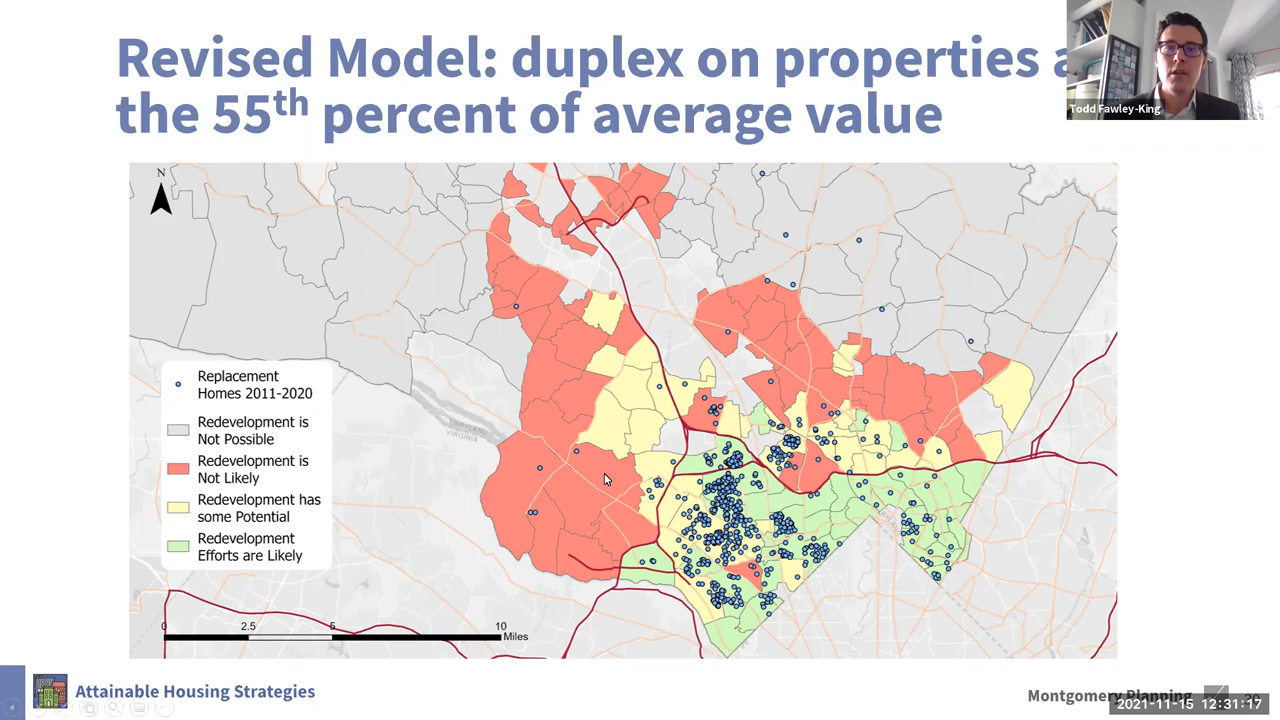 Revised Model: duplex on properties
the 55th percent of average value
Todd Fawley-King
N
MARYLAND
VIRGINIA
Replacement
Homes 2011-2020
Redevelopment is
Not Possible
Redevelopment is
Not Likely
Redevelopment has
some Potential
Redevelopment
Efforts are Likely
0 2.5 5 10
Miles
Attainable Housing Strategies
Montgomery Planning
2021-11-15 12:31:17